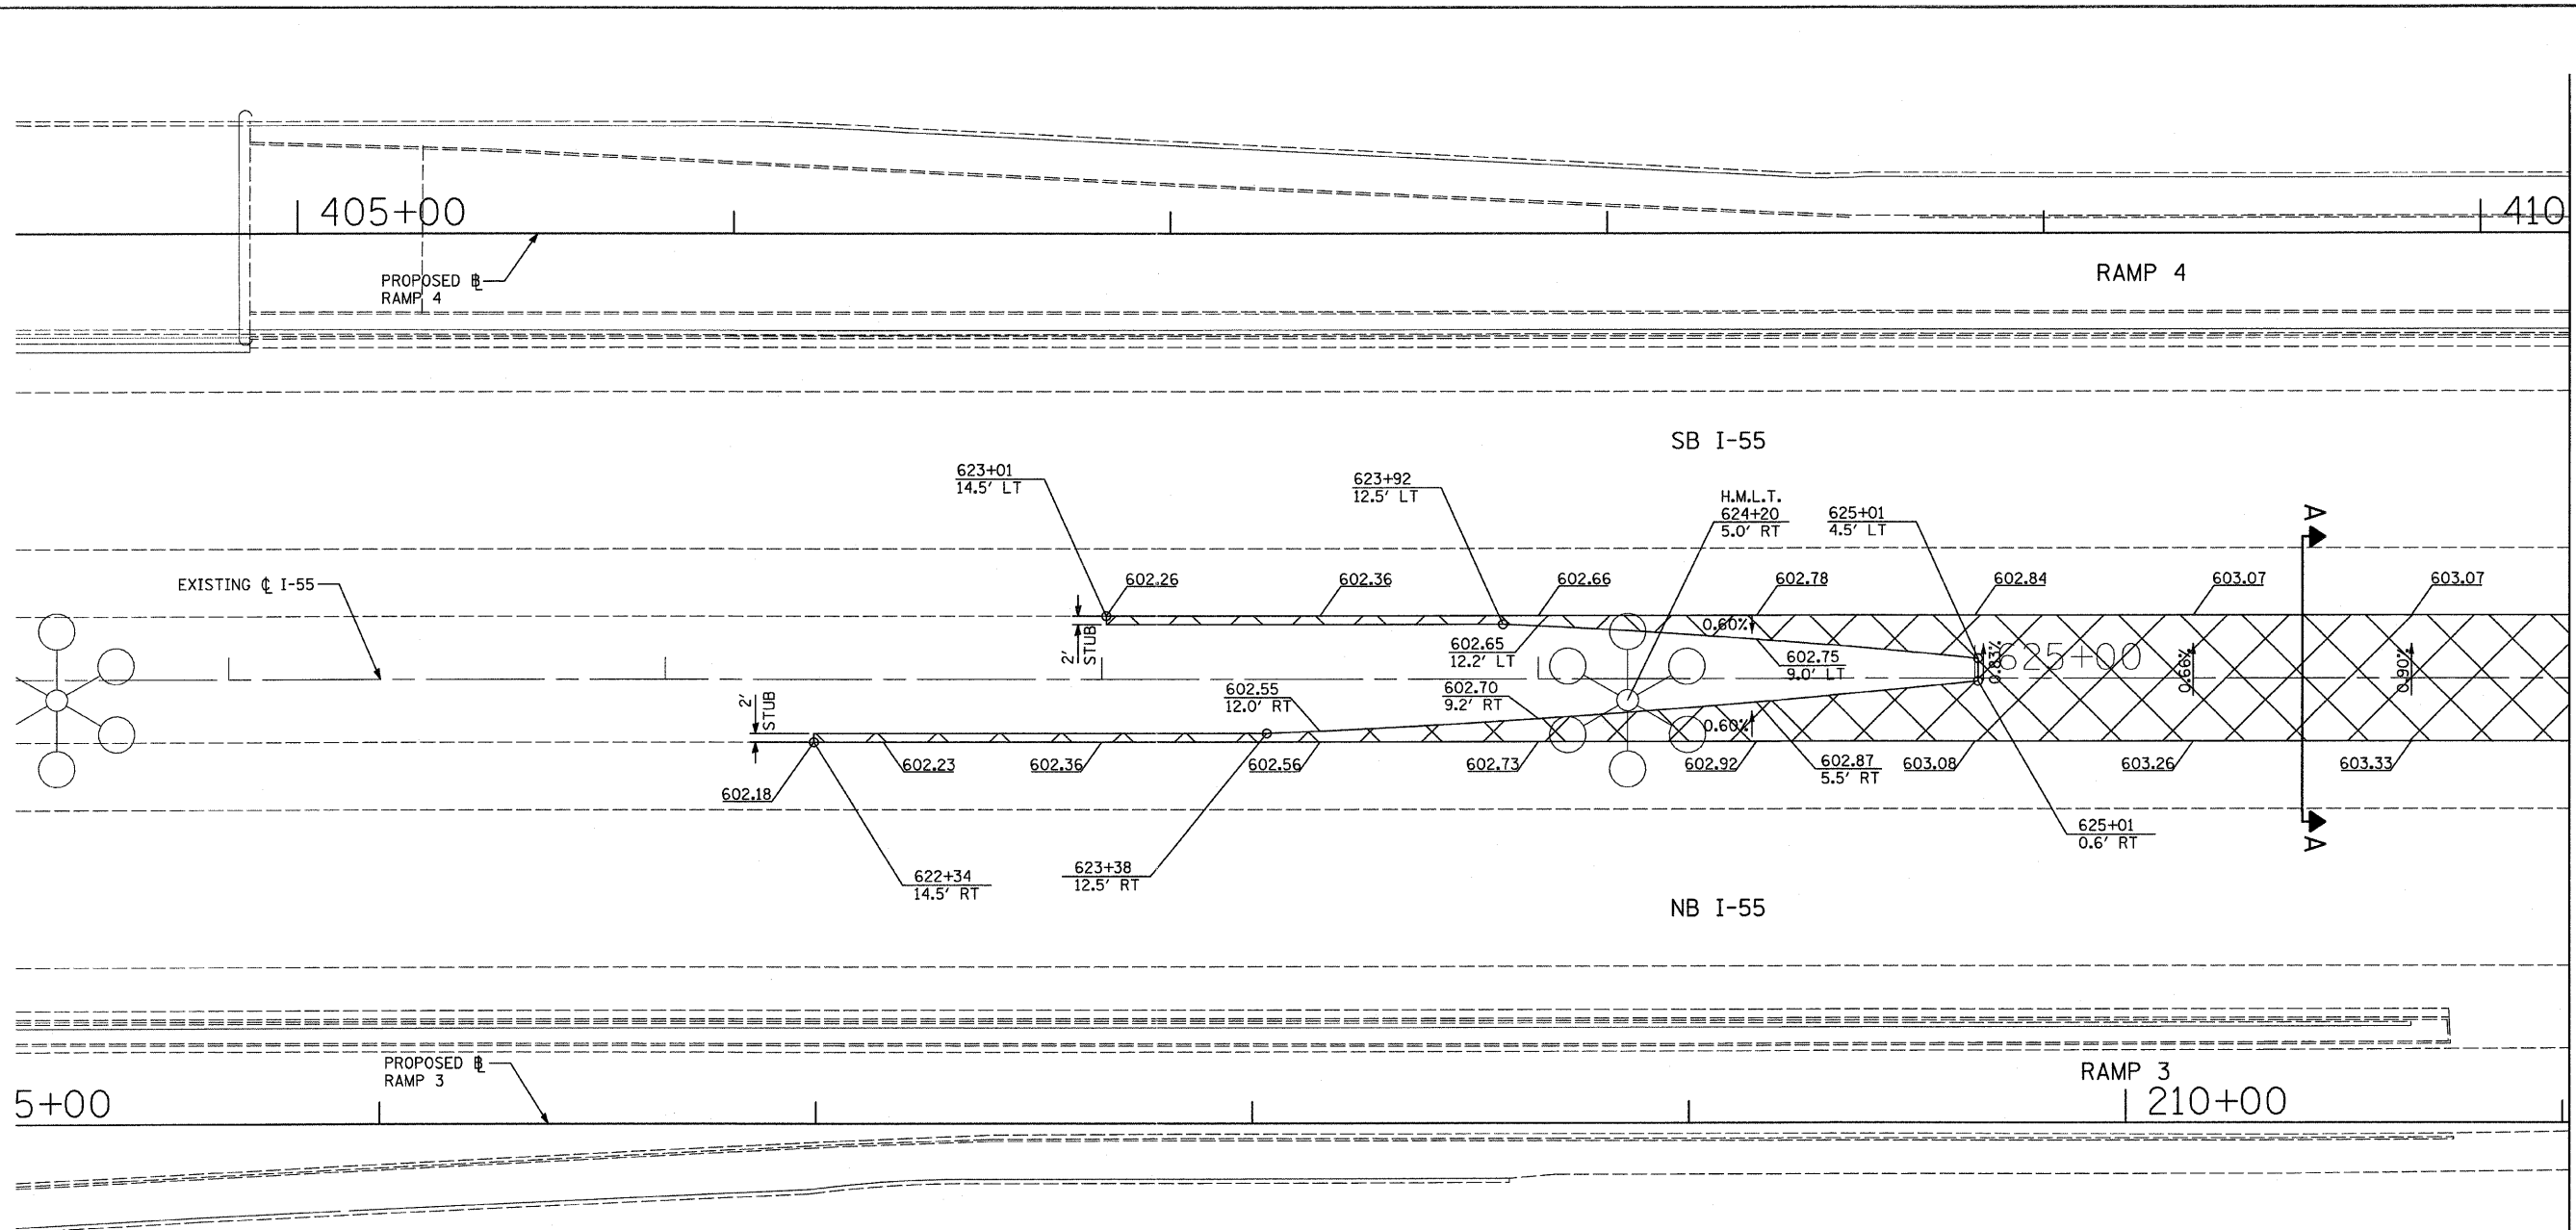 405+00
410
PROPOSED ⅊
RAMP 4
RAMP 4
SB I-55
623+01
14.5' LT
623+92
12.5' LT
H.M.L.T.
624+20
5.0' RT
625+01
4.5' LT
A
EXISTING ℄ I-55
602.26
602.36
602.66
602.78
602.84
603.07
603.07
2'
STUB
0.60%
602.65
12.2' LT
602.75
9.0' LT
0.83%
625+00
0.66%
0.90%
2'
STUB
602.55
12.0' RT
602.70
9.2' RT
0.60%
602.18
602.23
602.36
602.56
602.73
602.92
602.87
5.5' RT
603.08
603.26
603.33
622+34
14.5' RT
623+38
12.5' RT
625+01
0.6' RT
A
NB I-55
PROPOSED ⅊
RAMP 3
RAMP 3
5+00
210+00